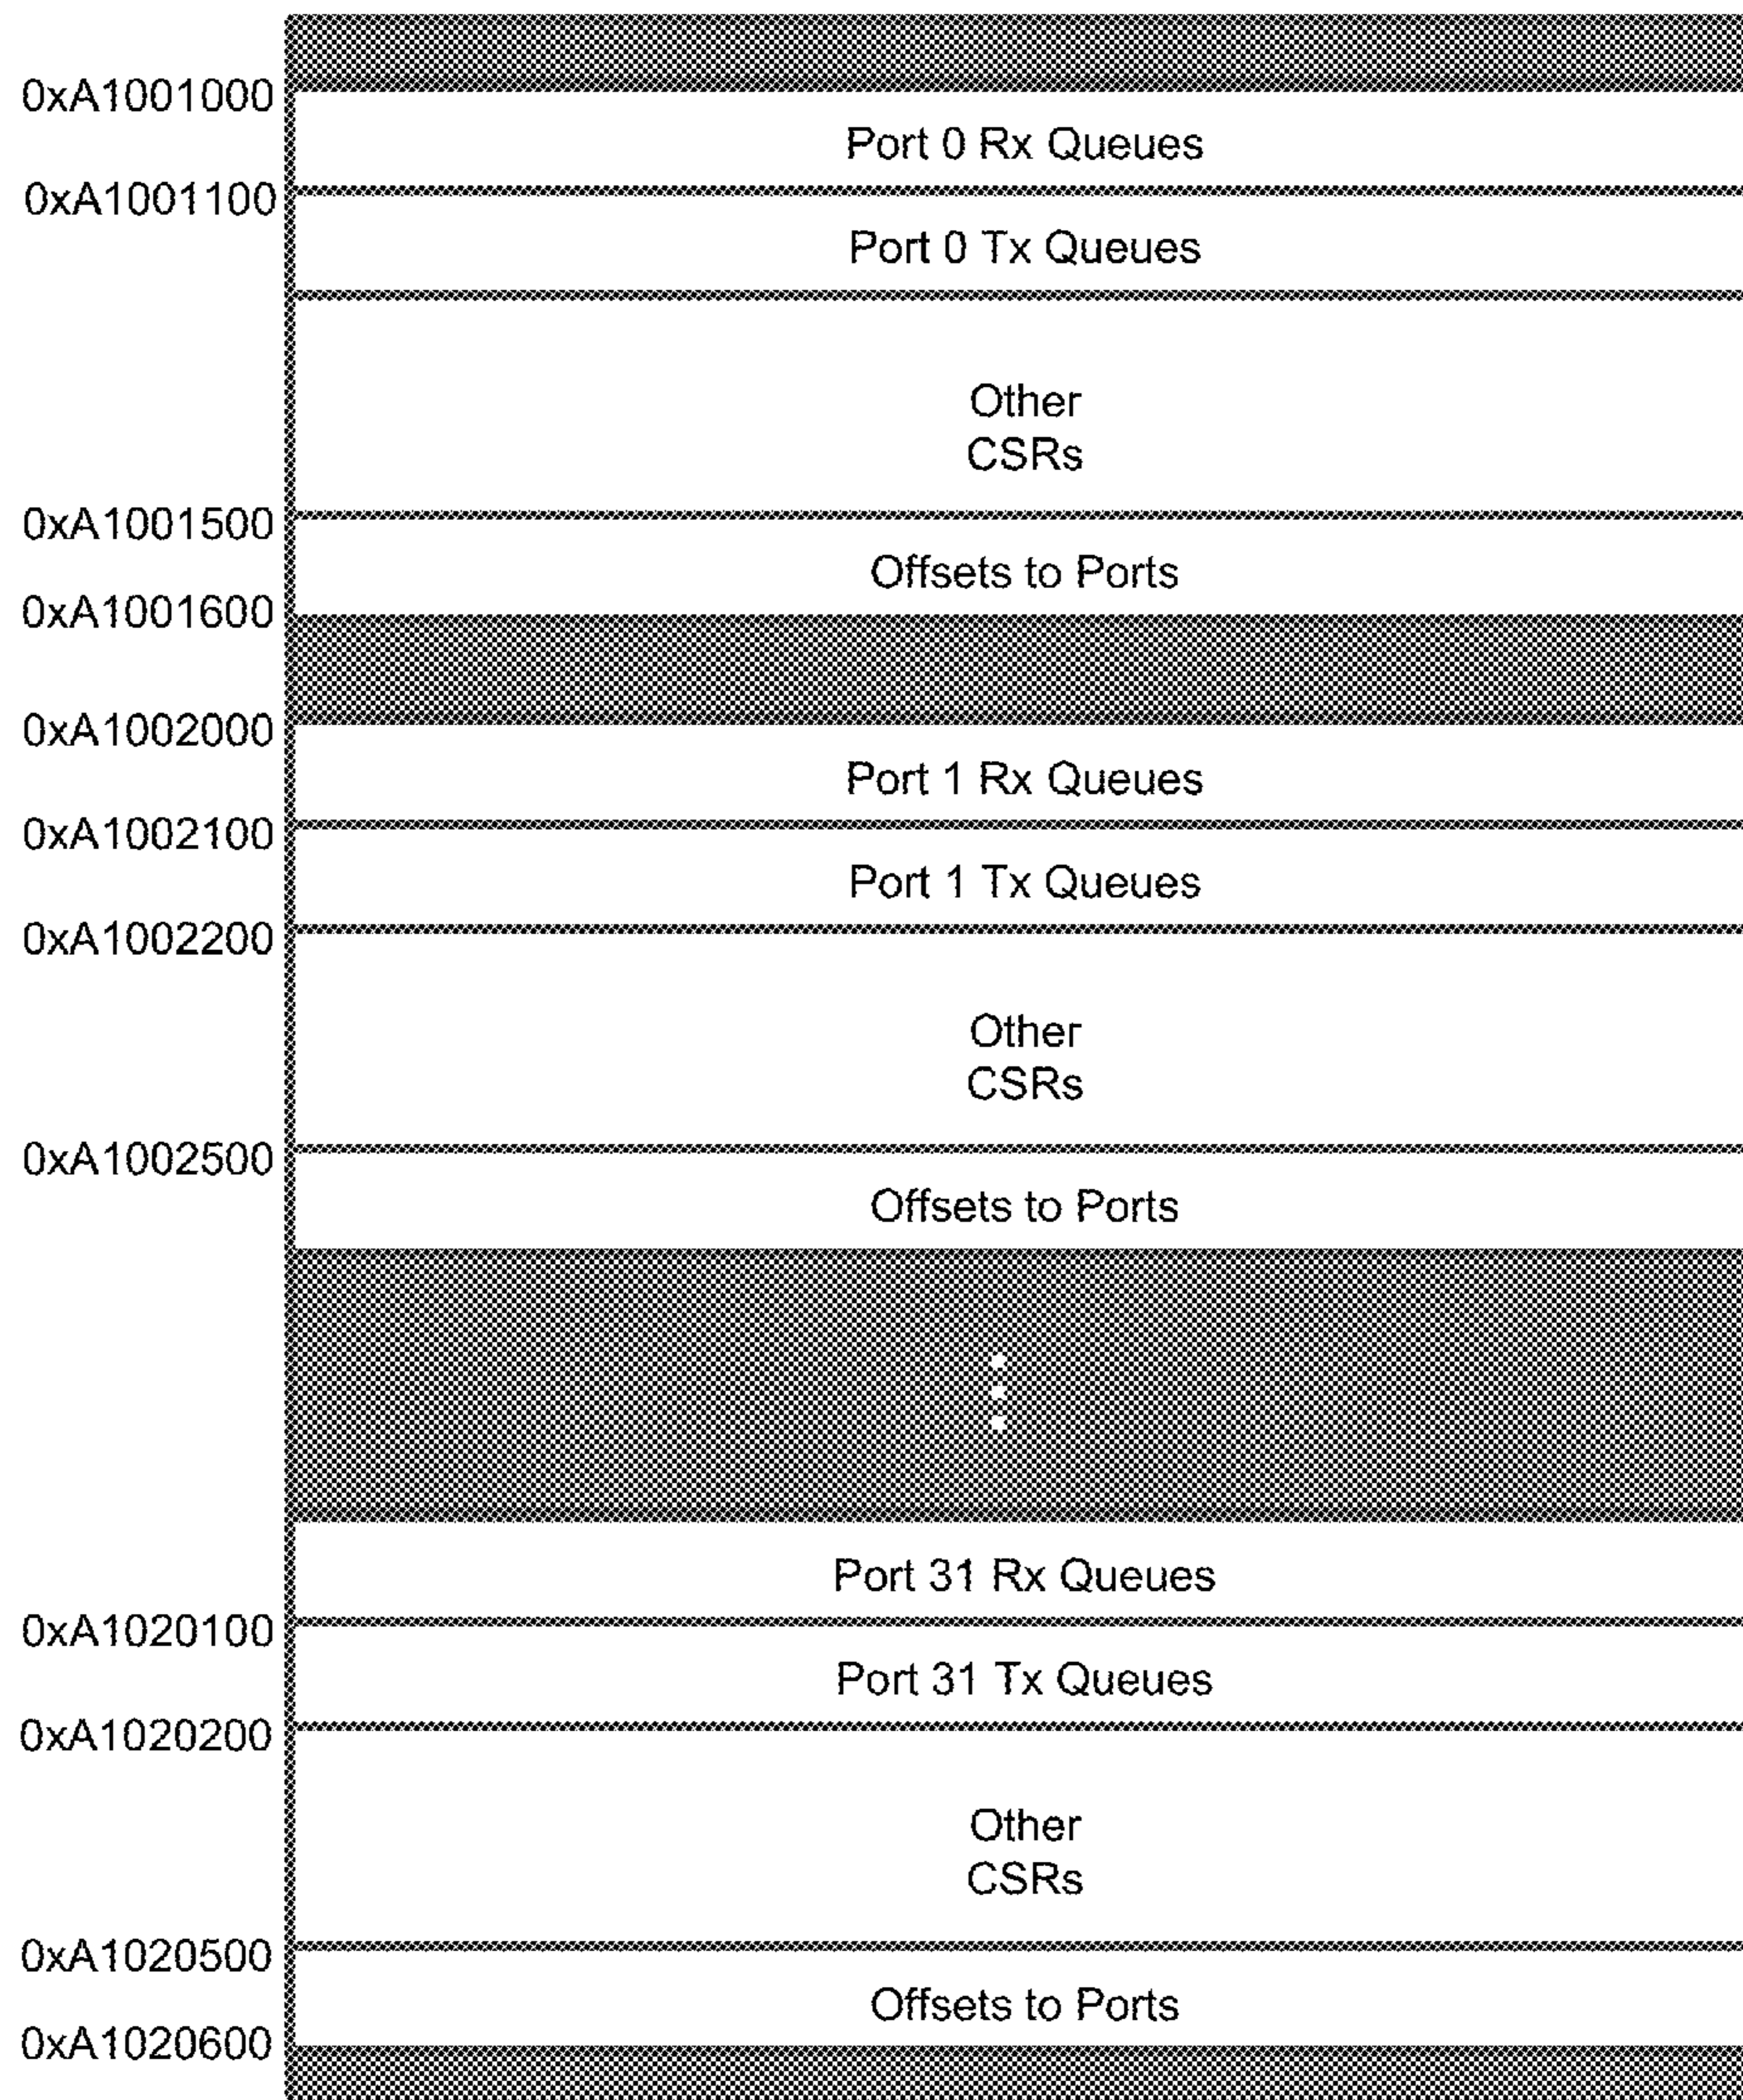 0xA1001000
Port 0 Rx Queues
0xA1001100
Port 0 Tx Queues
Other
CSRs
0xA1001500
Offsets to Ports
0xA1001600
0xA1002000
Port 1 Rx Queues
0xA1002100
Port 1 Tx Queues
0xA1002200
Other
CSRs
0xA1002500
Offsets to Ports
Port 31 Rx Queues
0xA1020100
Port 31 Tx Queues
0xA1020200
Other
CSRs
0xA1020500
Offsets to Ports
0xA1020600